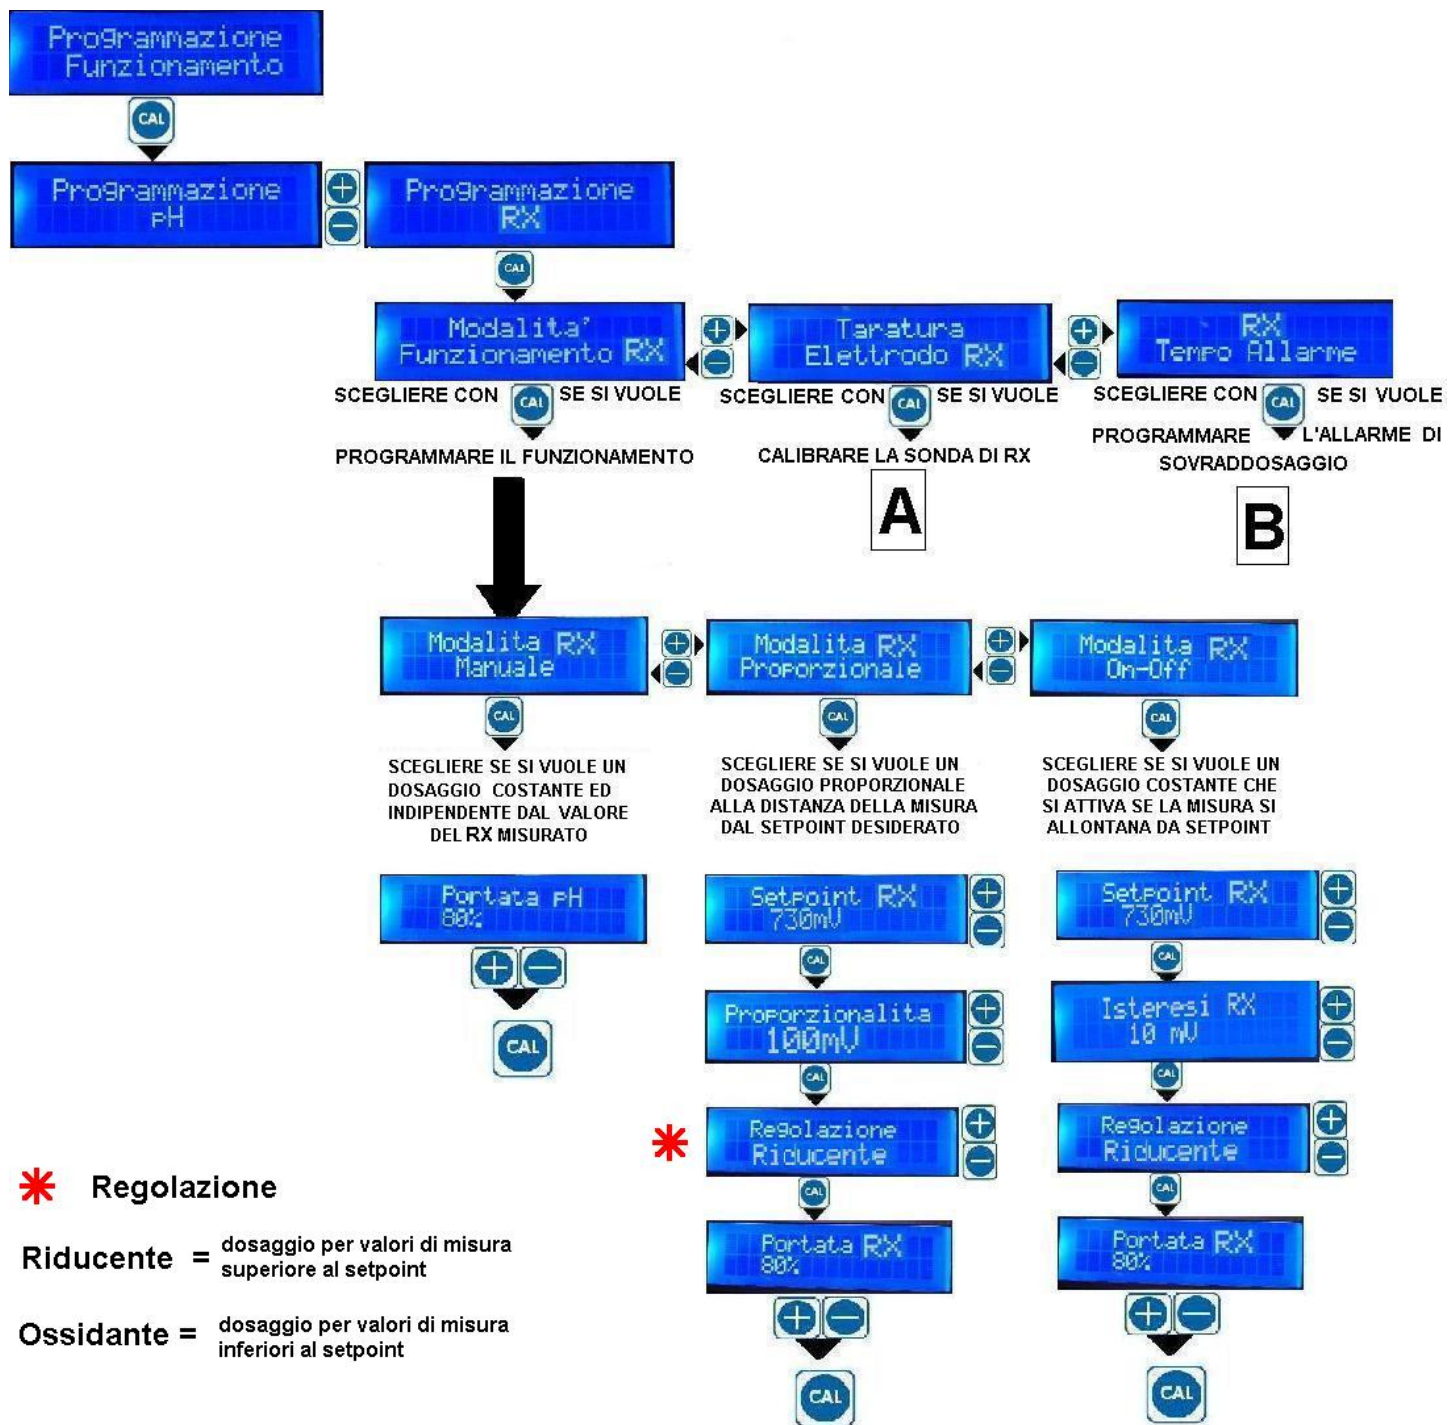 Programmazione
Funzionamento
CAL
Programmazione
pH
Programmazione
RX
CAL
Modalita'
Funzionamento RX
Taratura
Elettrodo RX
RX
Tempo Allarme
SCEGLIERE CON CAL SE SI VUOLE
PROGRAMMARE IL FUNZIONAMENTO
SCEGLIERE CON CAL SE SI VUOLE
CALIBRARE LA SONDA DI RX
A
SCEGLIERE CON CAL SE SI VUOLE
PROGRAMMARE L'ALLARME DI
SOVRADDOSAGGIO
B
Modalita RX
Manuale
CAL
SCEGLIERE SE SI VUOLE UN
DOSAGGIO COSTANTE ED
INDIPENDENTE DAL VALORE
DEL RX MISURATO
Portata pH
80%
CAL
Modalita RX
Proporzionale
CAL
SCEGLIERE SE SI VUOLE UN
DOSAGGIO PROPORZIONALE
ALLA DISTANZA DELLA MISURA
DAL SETPOINT DESIDERATO
Setpoint RX
730mV
CAL
Proporzionalita
100mV
CAL
Regolazione
Riducente
CAL
Portata RX
80%
CAL
Modalita RX
On-Off
CAL
SCEGLIERE SE SI VUOLE UN
DOSAGGIO COSTANTE CHE
SI ATTIVA SE LA MISURA SI
ALLONTANA DA SETPOINT
Setpoint RX
730mV
CAL
Isteresi RX
10 mV
CAL
Regolazione
Riducente
CAL
Portata RX
80%
CAL
Regolazione
Riducente = dosaggio per valori di misura
superiore al setpoint
Ossidante = dosaggio per valori di misura
inferiori al setpoint